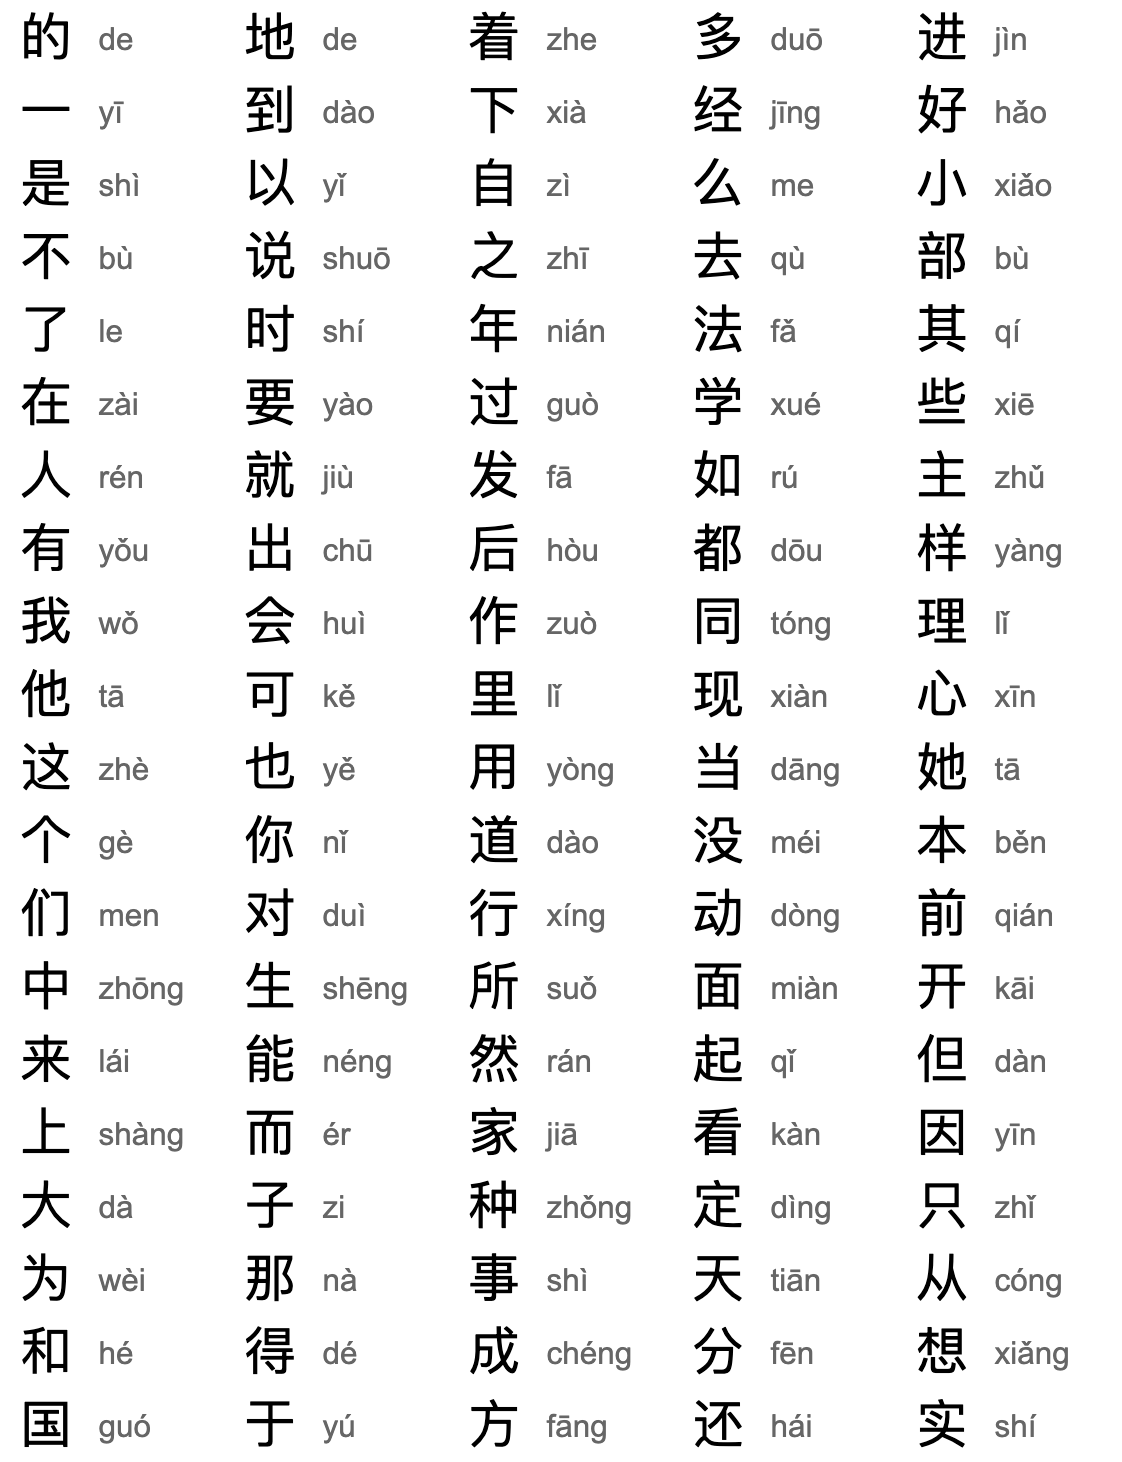 的 de 地 de 着 zhe 多 duō 进 jìn
一 yī 到 dào 下 xià 经 jīng 好 hǎo
是 shì 以 yǐ 自 zì 么 me 小 xiǎo
不 bù 说 shuō 之 zhī 去 qù 部 bù
了 le 时 shí 年 nián 法 fǎ 其 qí
在 zài 要 yào 过 guò 学 xué 些 xiē
人 rén 就 jiù 发 fā 如 rú 主 zhǔ
有 yǒu 出 chū 后 hòu 都 dōu 样 yàng
我 wǒ 会 huì 作 zuò 同 tóng 理 lǐ
他 tā 可 kě 里 lǐ 现 xiàn 心 xīn
这 zhè 也 yě 用 yòng 当 dāng 她 tā
个 gè 你 nǐ 道 dào 没 méi 本 běn
们 men 对 duì 行 xíng 动 dòng 前 qián
中 zhōng 生 shēng 所 suǒ 面 miàn 开 kāi
来 lái 能 néng 然 rán 起 qǐ 但 dàn
上 shàng 而 ér 家 jiā 看 kàn 因 yīn
大 dà 子 zi 种 zhǒng 定 dìng 只 zhǐ
为 wèi 那 nà 事 shì 天 tiān 从 cóng
和 hé 得 dé 成 chéng 分 fēn 想 xiǎng
国 guó 于 yú 方 fāng 还 hái 实 shí